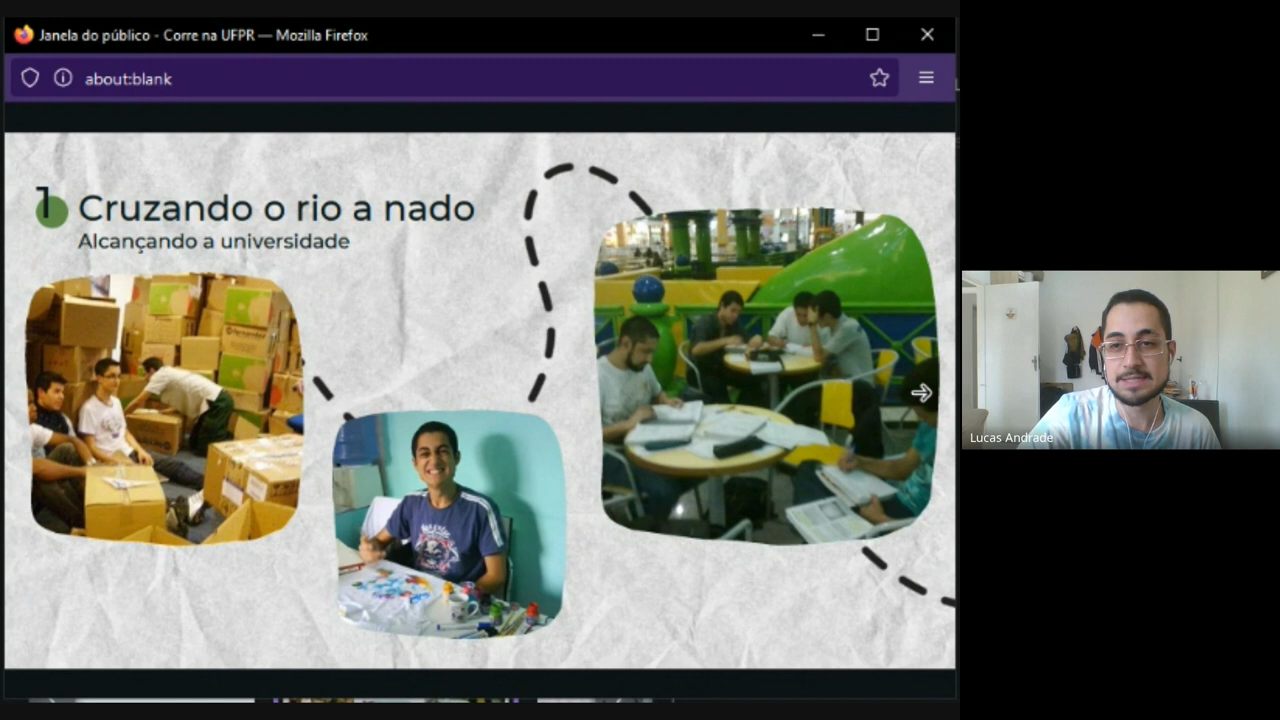 Janela do público - Corre na UFPR — Mozilla Firefox
about:blank
1 Cruzando o rio a nado
Alcançando a universidade
Lucas Andrade